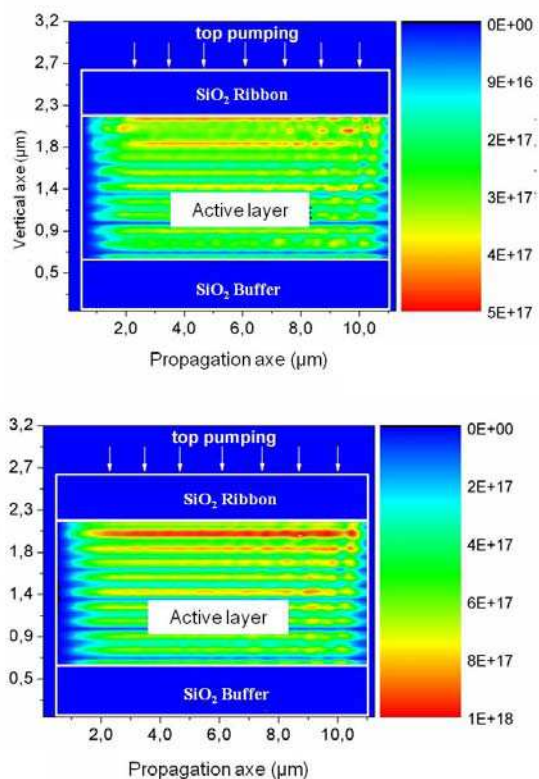 top pumping
SiO₂ Ribbon
Active layer
SiO₂ Buffer
3,2
2,7
2,3
1,8
1,4
0,9
0,5
Vertical axe (µm)
2,0 4,0 6,0 8,0 10,0
Propagation axe (µm)
0E+00
9E+16
2E+17
3E+17
4E+17
5E+17
top pumping
SiO₂ Ribbon
Active layer
SiO₂ Buffer
3,2
2,7
2,3
1,8
1,4
0,9
0,5
2,0 4,0 6,0 8,0 10,0
Propagation axe (µm)
0E+00
2E+17
4E+17
6E+17
8E+17
1E+18